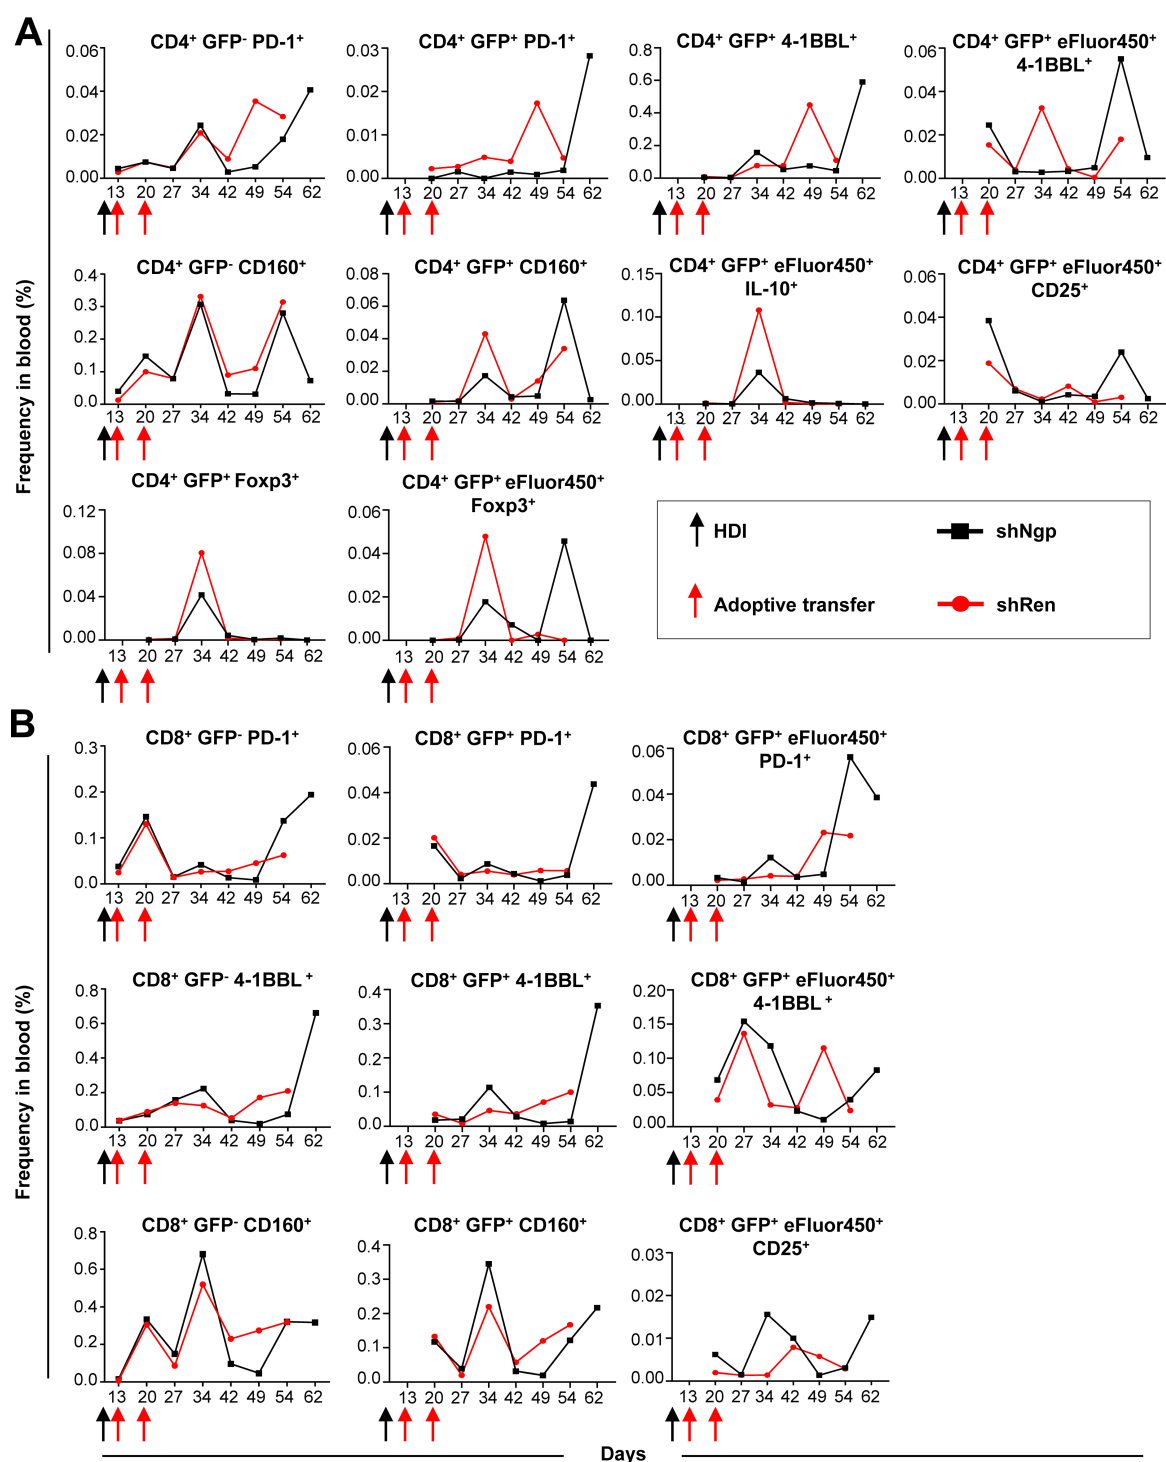 A
Frequency in blood (%)
CD4⁺ GFP⁻ PD-1⁺
0.06
0.04
0.02
0.00
13 20 27 34 42 49 54 62
CD4⁺ GFP⁺ PD-1⁺
0.03
0.02
0.01
0.00
13 20 27 34 42 49 54 62
CD4⁺ GFP⁺ 4-1BBL⁺
0.8
0.6
0.4
0.2
0.0
13 20 27 34 42 49 54 62
CD4⁺ GFP⁺ eFluor450⁺
4-1BBL⁺
0.06
0.04
0.02
0.00
13 20 27 34 42 49 54 62
CD4⁺ GFP⁻ CD160⁺
0.4
0.3
0.2
0.1
0.0
13 20 27 34 42 49 54 62
CD4⁺ GFP⁺ CD160⁺
0.08
0.06
0.04
0.02
0.00
13 20 27 34 42 49 54 62
CD4⁺ GFP⁺ eFluor450⁺
IL-10⁺
0.15
0.10
0.05
0.00
13 20 27 34 42 49 54 62
CD4⁺ GFP⁺ eFluor450⁺
CD25⁺
0.06
0.04
0.02
0.00
13 20 27 34 42 49 54 62
CD4⁺ GFP⁺ Foxp3⁺
0.12
0.08
0.04
0.00
13 20 27 34 42 49 54 62
CD4⁺ GFP⁺ eFluor450⁺
Foxp3⁺
0.06
0.04
0.02
0.00
13 20 27 34 42 49 54 62
HDI
shNgp
Adoptive transfer
shRen
B
Frequency in blood (%)
CD8⁺ GFP⁻ PD-1⁺
0.3
0.2
0.1
0.0
13 20 27 34 42 49 54 62
CD8⁺ GFP⁺ PD-1⁺
0.06
0.04
0.02
0.00
13 20 27 34 42 49 54 62
CD8⁺ GFP⁺ eFluor450⁺
PD-1⁺
0.06
0.04
0.02
0.00
13 20 27 34 42 49 54 62
CD8⁺ GFP⁻ 4-1BBL⁺
0.8
0.6
0.4
0.2
0.0
13 20 27 34 42 49 54 62
CD8⁺ GFP⁺ 4-1BBL⁺
0.4
0.3
0.2
0.1
0.0
13 20 27 34 42 49 54 62
CD8⁺ GFP⁺ eFluor450⁺
4-1BBL⁺
0.20
0.15
0.10
0.05
0.00
13 20 27 34 42 49 54 62
CD8⁺ GFP⁻ CD160⁺
0.8
0.6
0.4
0.2
0.0
13 20 27 34 42 49 54 62
CD8⁺ GFP⁺ CD160⁺
0.4
0.3
0.2
0.1
0.0
13 20 27 34 42 49 54 62
CD8⁺ GFP⁺ eFluor450⁺
CD25⁺
0.03
0.02
0.01
0.00
13 20 27 34 42 49 54 62
Days